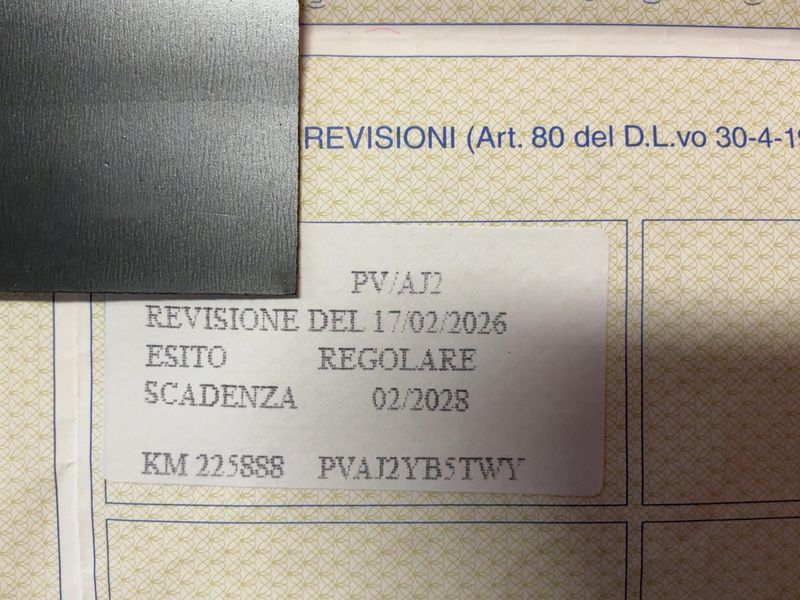 REVISIONI (Art. 80 del D.L.vo 30-4-19
PV/AJ2
REVISIONE DEL 17/02/2026
ESITO REGOLARE
SCADENZA 02/2028
KM 225888 PVAJ2YB5TWY